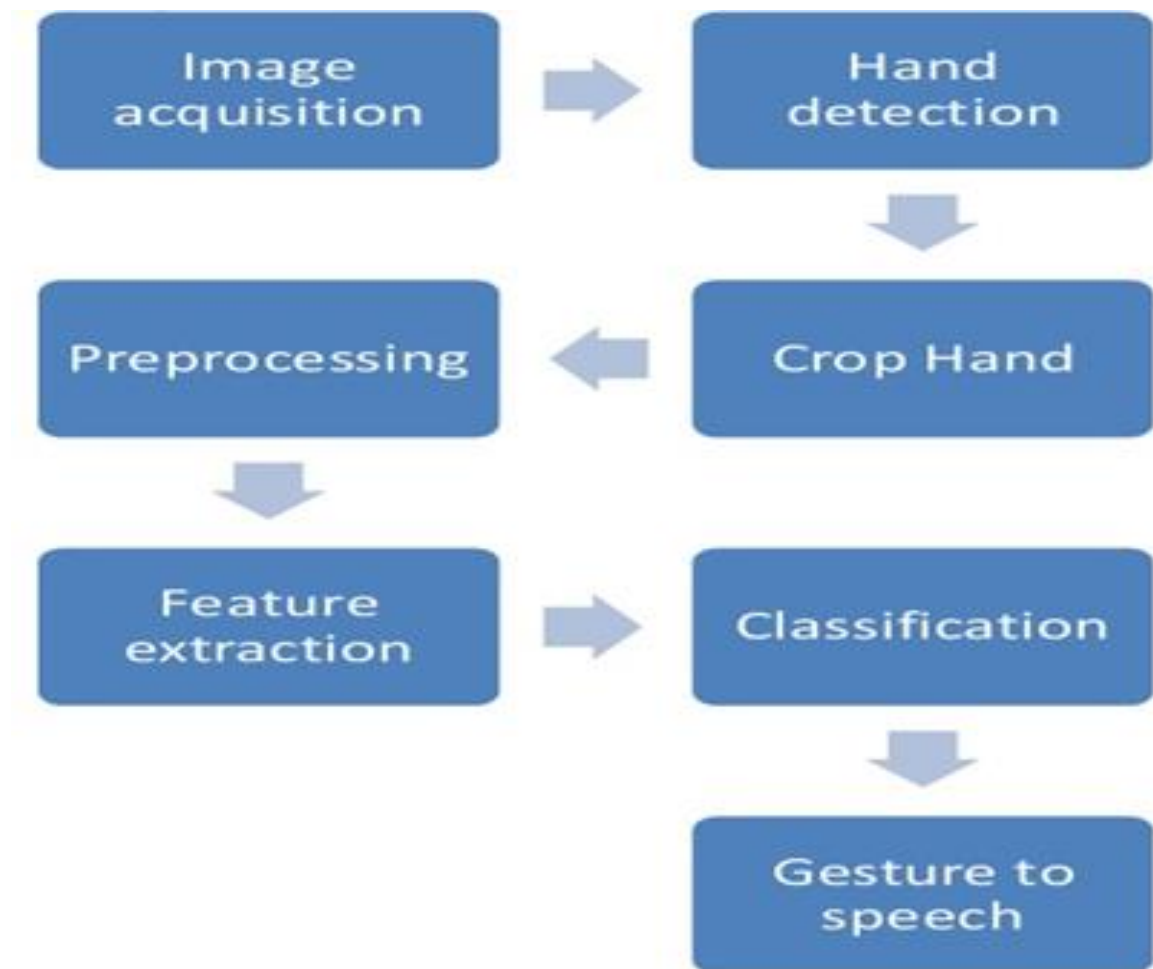 Image
acquisition
Hand
detection
Crop Hand
Preprocessing
Feature
extraction
Classification
Gesture to
speech